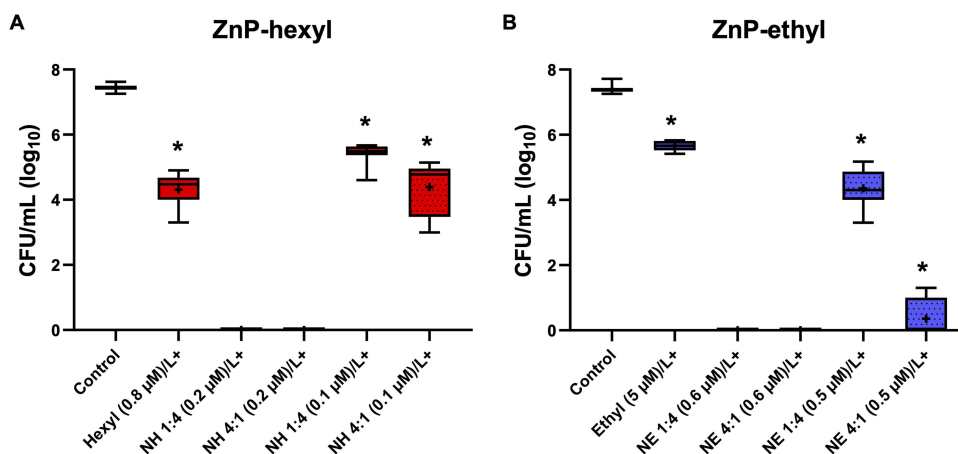 A
ZnP-hexyl
CFU/mL (log10)
8
6
4
2
0
*
*
*
Control
Hexyl (0.8 µM)/L+
NH 1:4 (0.2 µM)/L+
NH 4:1 (0.2 µM)/L+
NH 1:4 (0.1 µM)/L+
NH 4:1 (0.1 µM)/L+
B
ZnP-ethyl
CFU/mL (log10)
8
6
4
2
0
*
*
*
Control
Ethyl (5 µM)/L+
NE 1:4 (0.6 µM)/L+
NE 4:1 (0.6 µM)/L+
NE 1:4 (0.5 µM)/L+
NE 4:1 (0.5 µM)/L+